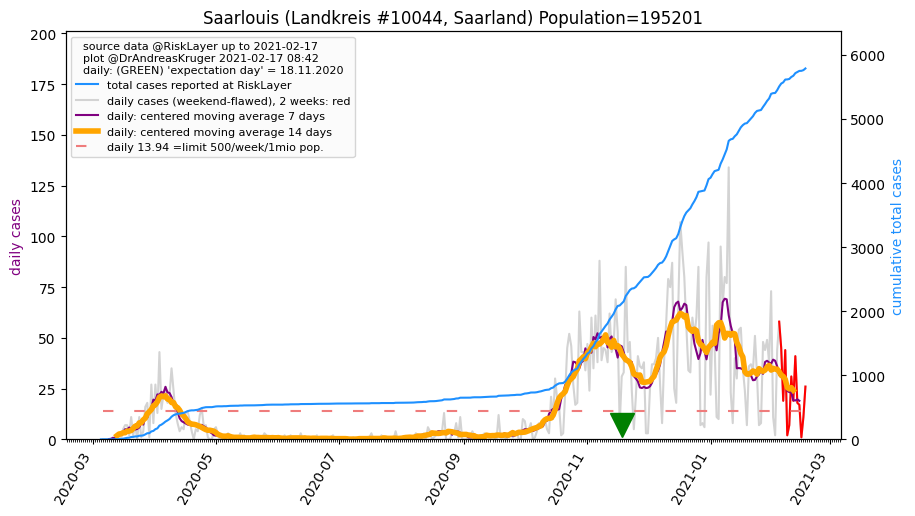 Saarlouis (Landkreis #10044, Saarland) Population=195201
source data @RiskLayer up to 2021-02-17
plot @DrAndreasKruger 2021-02-17 08:42
daily: (GREEN) 'expectation day' = 18.11.2020
total cases reported at RiskLayer
daily cases (weekend-flawed), 2 weeks: red
daily: centered moving average 7 days
daily: centered moving average 14 days
daily 13.94 =limit 500/week/1mio pop.
daily cases
200
175
150
125
100
75
50
25
0
cumulative total cases
6000
5000
4000
3000
2000
1000
0
2020-03
2020-05
2020-07
2020-09
2020-11
2021-01
2021-03